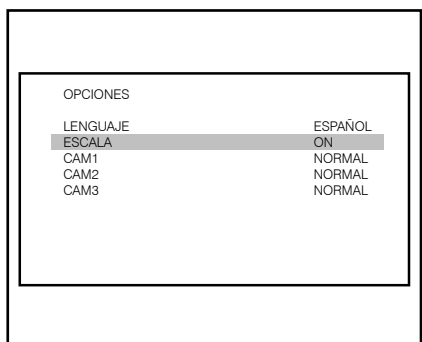 OPCIONES
LENGUAJE ESPAÑOL
ESCALA ON
CAM1 NORMAL
CAM2 NORMAL
CAM3 NORMAL